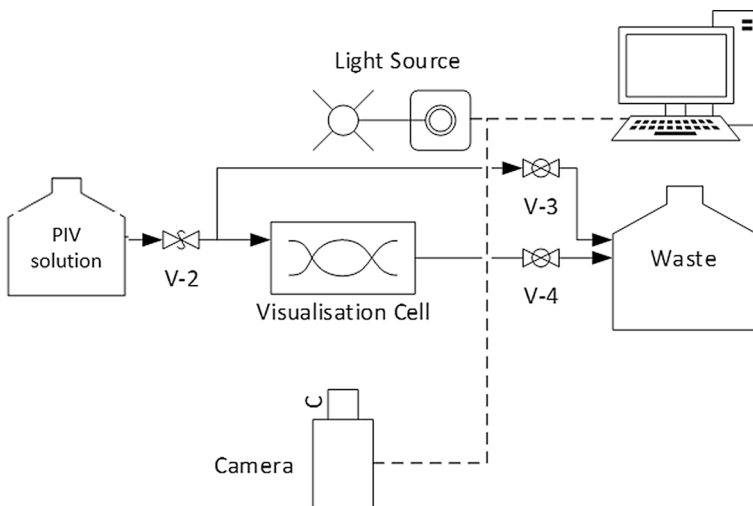 Light Source
V-3
PIV
solution
V-2
Waste
V-4
Visualisation Cell
C
Camera